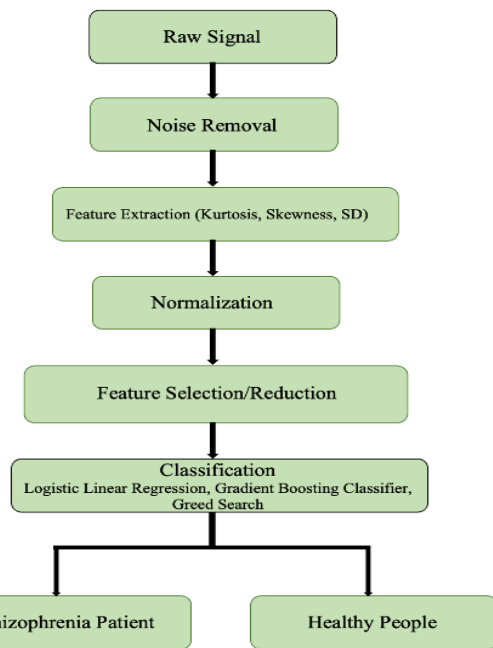 Raw Signal
Noise Removal
Feature Extraction (Kurtosis, Skewness, SD)
Normalization
Feature Selection/Reduction
Classification
Logistic Linear Regression, Gradient Boosting Classifier,
Greed Search
izophrenia Patient
Healthy People